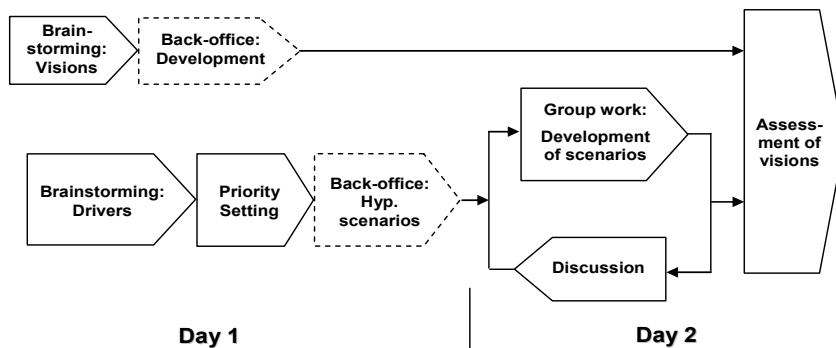 Brain-
storming:
Visions
Back-office:
Development
Group work:
Development
of scenarios
Assess-
ment of
visions
Brainstorming:
Drivers
Priority
Setting
Back-office:
Hyp.
scenarios
Discussion
Day 1
Day 2